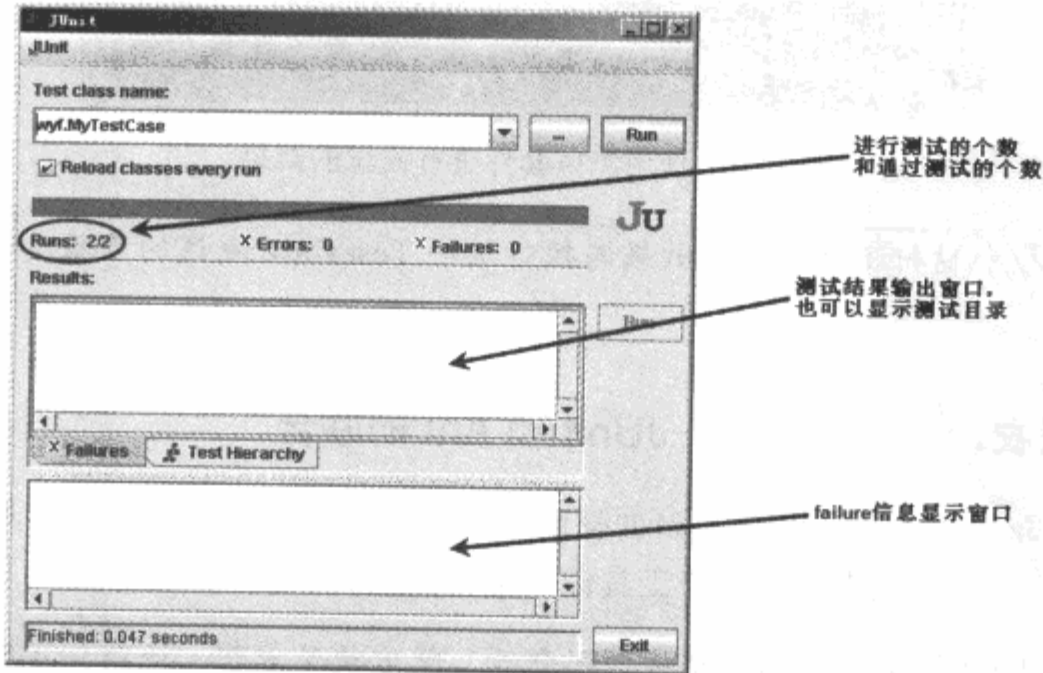 JUnit
JUnit
Test class name:
wyf.MyTestCase
...
Run
Reload classes every run
进行测试的个数
和通过测试的个数
JU
Runs: 2/2
Errors: 0
Failures: 0
Results:
测试结果输出窗口,
也可以显示测试目录
Run
Failures
Test Hierarchy
failure信息显示窗口
Finished: 0.047 seconds
Exit